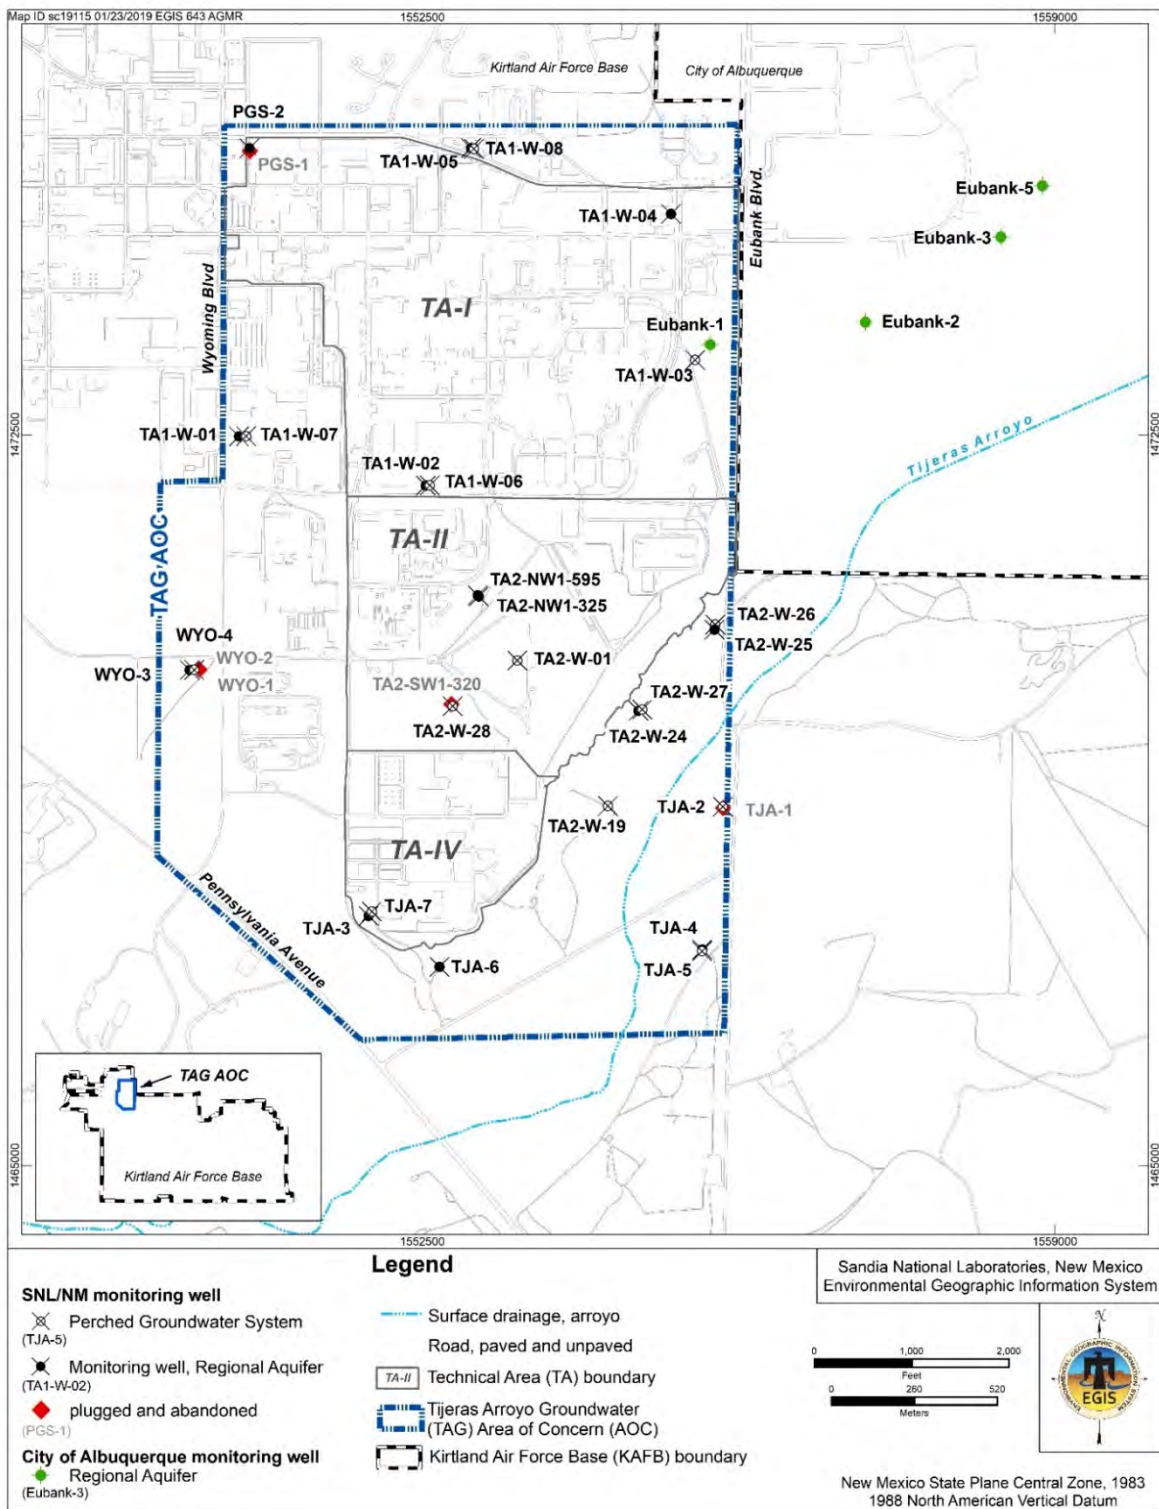 Map ID sc19115 01/23/2019 EGIS 643 AGMR
1552500
1559000
Kirtland Air Force Base
City of Albuquerque
PGS-2
PGS-1
TA1-W-05
TA1-W-08
Eubank-5
TA1-W-04
Eubank Blvd.
Eubank-3
Wyoming Blvd
TA-I
Eubank-1
Eubank-2
TA1-W-03
Tijeras Arroyo
1472500
1472500
TA1-W-01
TA1-W-07
TA1-W-02
TA1-W-06
TAG AOC
TA-II
TA2-NW1-595
TA2-NW1-325
TA2-W-26
TA2-W-25
WYO-4
WYO-2
WYO-3
WYO-1
TA2-W-01
TA2-SW1-320
TA2-W-28
TA2-W-27
TA2-W-24
TJA-2
TJA-1
TA2-W-19
TA-IV
Pennsylvania Avenue
TJA-7
TJA-3
TJA-4
TJA-5
TJA-6
TAG AOC
Kirtland Air Force Base
1465000
1465000
1552500
1559000
Legend
SNL/NM monitoring well
Perched Groundwater System
(TJA-5)
Monitoring well, Regional Aquifer
(TA1-W-02)
plugged and abandoned
(PGS-1)
City of Albuquerque monitoring well
Regional Aquifer
(Eubank-3)
Surface drainage, arroyo
Road, paved and unpaved
TA-II
Technical Area (TA) boundary
Tijeras Arroyo Groundwater
(TAG) Area of Concern (AOC)
Kirtland Air Force Base (KAFB) boundary
Sandia National Laboratories, New Mexico
Environmental Geographic Information System
0 1,000 2,000
Feet
0 260 520
Meters
N
ENVIRONMENTAL GEOGRAPHIC INFORMATION SYSTEM
EGIS
New Mexico State Plane Central Zone, 1983
1988 North American Vertical Datum